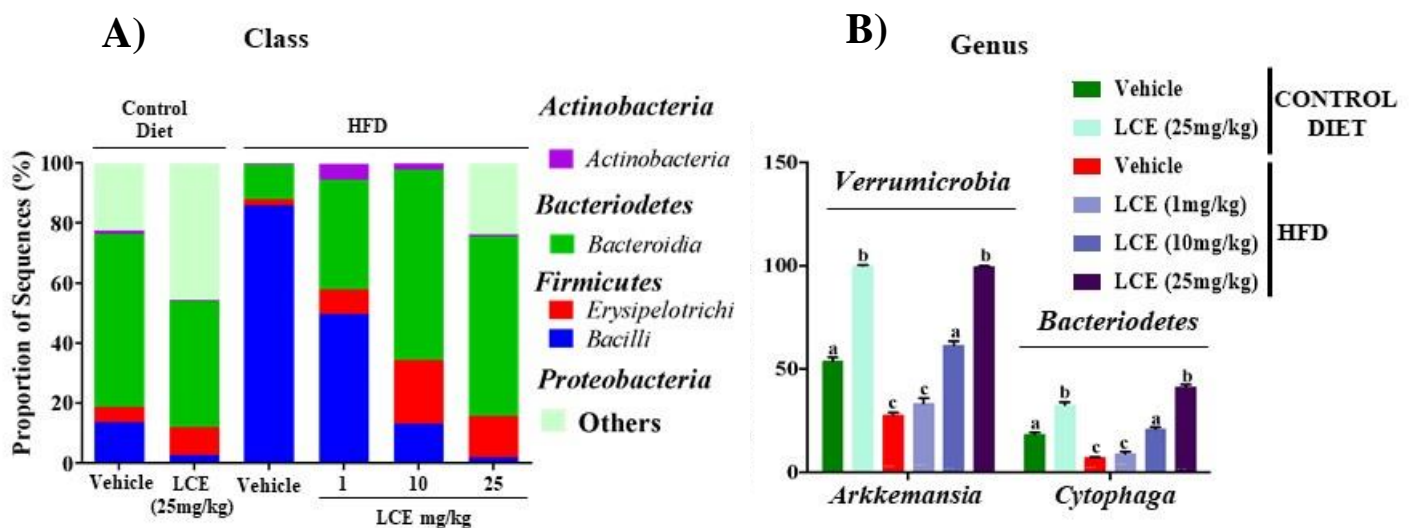 A)
Class
Control
Diet
HFD
Proportion of Sequences (%)
100
80
60
40
20
0
Vehicle
LCE
(25mg/kg)
Vehicle
1
10
25
LCE mg/kg
Actinobacteria
Actinobacteria
Bacteriodetes
Bacteroidia
Firmicutes
Erysipelotrichi
Bacilli
Proteobacteria
Others
B)
Genus
Vehicle
LCE (25mg/kg)
CONTROL
DIET
Vehicle
LCE (1mg/kg)
LCE (10mg/kg)
LCE (25mg/kg)
HFD
150
100
50
0
Verrumicrobia
a
b
c
c
a
b
Arkkemansia
Bacteriodetes
a
b
c
c
a
b
Cytophaga